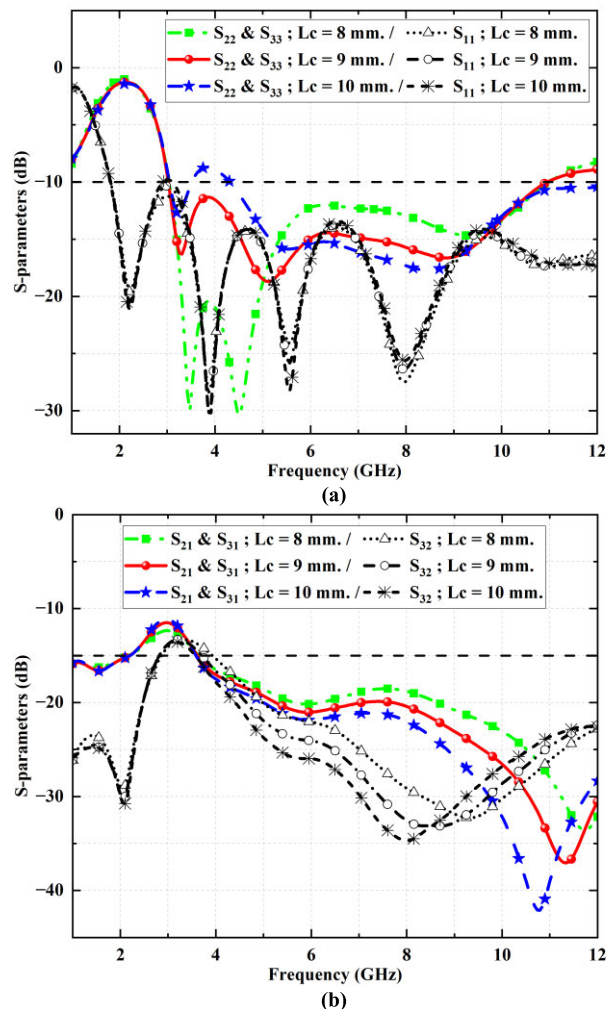 S₂₂ & S₃₃ ; Lc = 8 mm. / S₁₁ ; Lc = 8 mm.
S₂₂ & S₃₃ ; Lc = 9 mm. / S₁₁ ; Lc = 9 mm.
S₂₂ & S₃₃ ; Lc = 10 mm. / S₁₁ ; Lc = 10 mm.
0
−10
−20
−30
S-parameters (dB)
2 4 6 8 10 12
Frequency (GHz)
(a)
S₂₁ & S₃₁ ; Lc = 8 mm. / S₃₂ ; Lc = 8 mm.
S₂₁ & S₃₁ ; Lc = 9 mm. / S₃₂ ; Lc = 9 mm.
S₂₁ & S₃₁ ; Lc = 10 mm. / S₃₂ ; Lc = 10 mm.
0
−10
−20
−30
−40
S-parameters (dB)
2 4 6 8 10 12
Frequency (GHz)
(b)